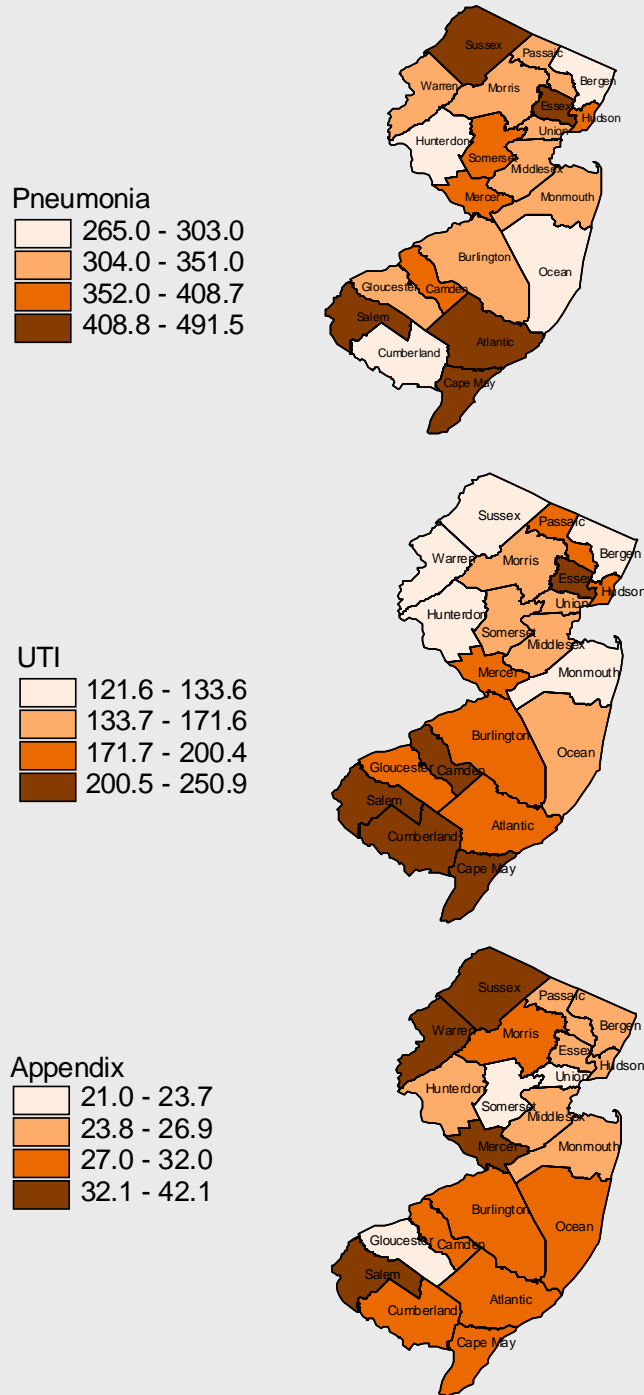 Sussex
Passaic
Bergen
Warren
Morris
Essex
Hudson
Union
Hunterdon
Somerset
Middlesex
Mercer
Monmouth
Burlington
Ocean
Gloucester
Camden
Salem
Atlantic
Cumberland
Cape May
Pneumonia
265.0 - 303.0
304.0 - 351.0
352.0 - 408.7
408.8 - 491.5
Sussex
Passaic
Bergen
Warren
Morris
Essex
Hudson
Union
Hunterdon
Somerset
Middlesex
Mercer
Monmouth
Burlington
Ocean
Gloucester
Camden
Salem
Atlantic
Cumberland
Cape May
UTI
121.6 - 133.6
133.7 - 171.6
171.7 - 200.4
200.5 - 250.9
Sussex
Passaic
Bergen
Warren
Morris
Essex
Hudson
Union
Hunterdon
Somerset
Middlesex
Mercer
Monmouth
Burlington
Ocean
Gloucester
Camden
Salem
Atlantic
Cumberland
Cape May
Appendix
21.0 - 23.7
23.8 - 26.9
27.0 - 32.0
32.1 - 42.1